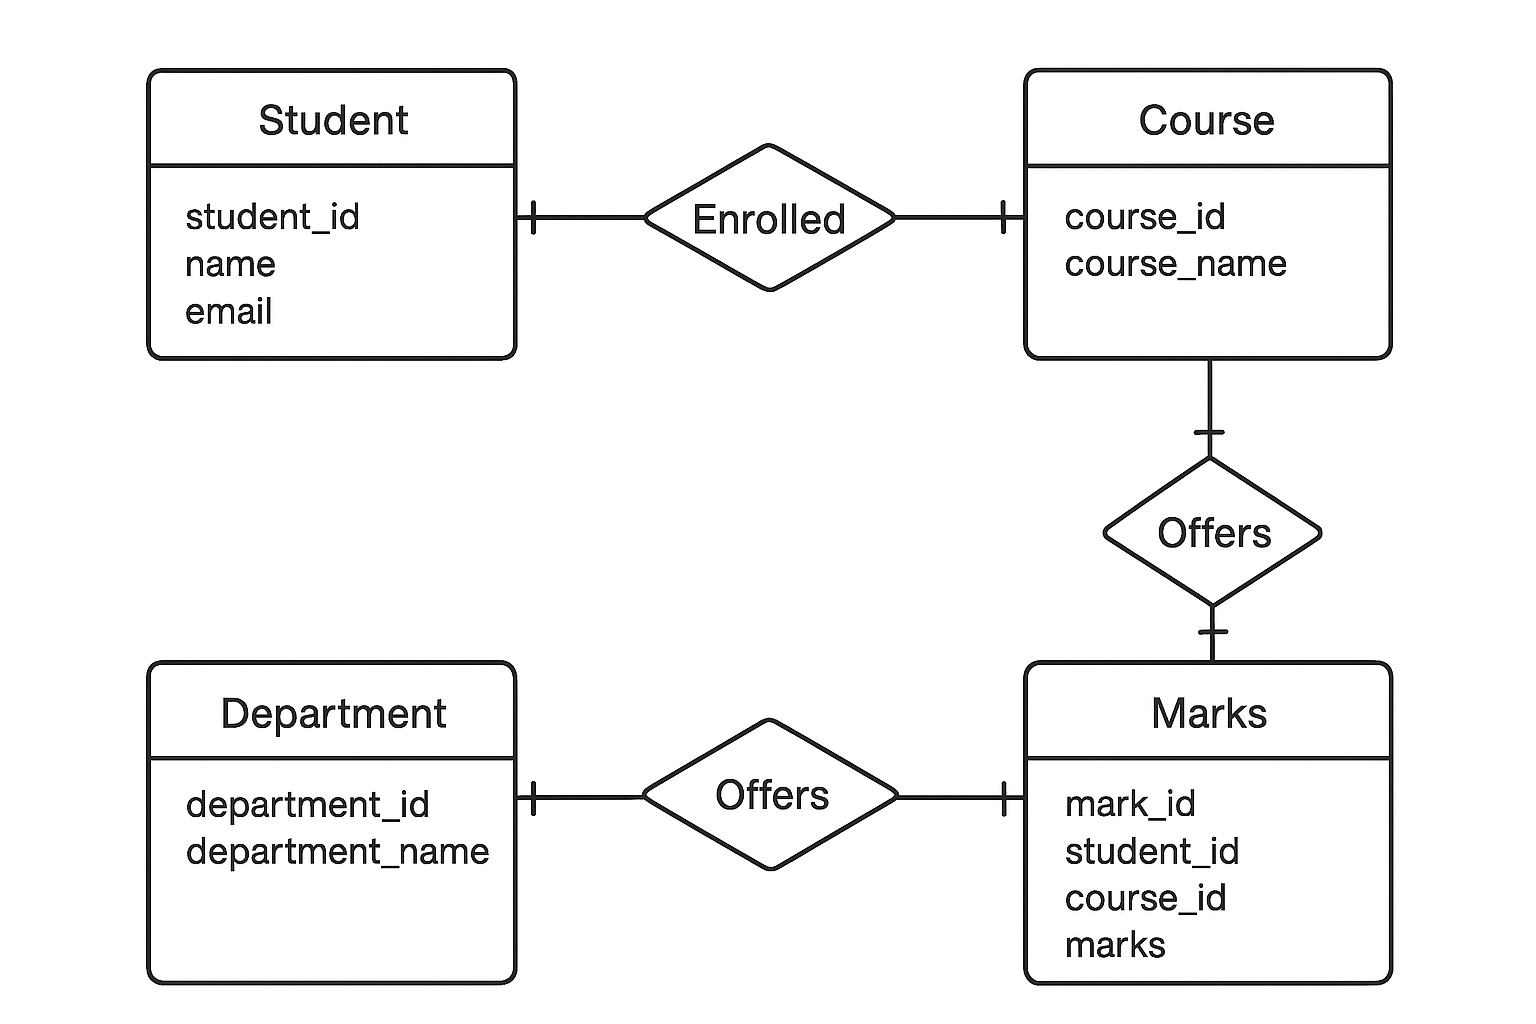 Student
student_id
name
email
Enrolled
Course
course_id
course_name
Offers
Department
department_id
department_name
Offers
Marks
mark_id
student_id
course_id
marks